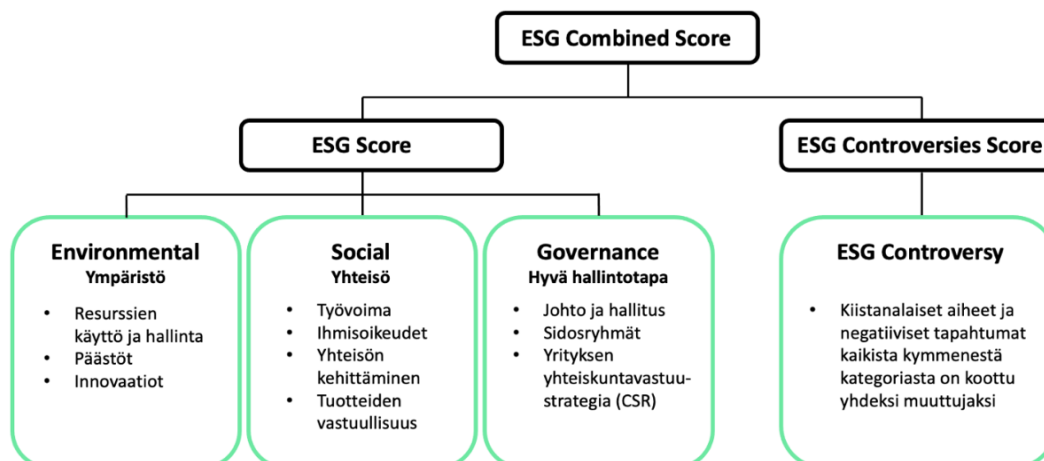 ESG Combined Score
ESG Score
ESG Controversies Score
Environmental
Ympäristö
• Resurssien
käyttö ja hallinta
• Päästöt
• Innovaatiot
Social
Yhteisö
• Työvoima
• Ihmisoikeudet
• Yhteisön
kehittäminen
• Tuotteiden
vastuullisuus
Governance
Hyvä hallintotapa
• Johto ja hallitus
• Sidosryhmät
• Yrityksen
yhteiskuntavastuu-
strategia (CSR)
ESG Controversy
• Kiistanalaiset aiheet ja
negatiiviset tapahtumat
kaikista kymmenestä
kategoriasta on koottu
yhdeksi muuttujaksi